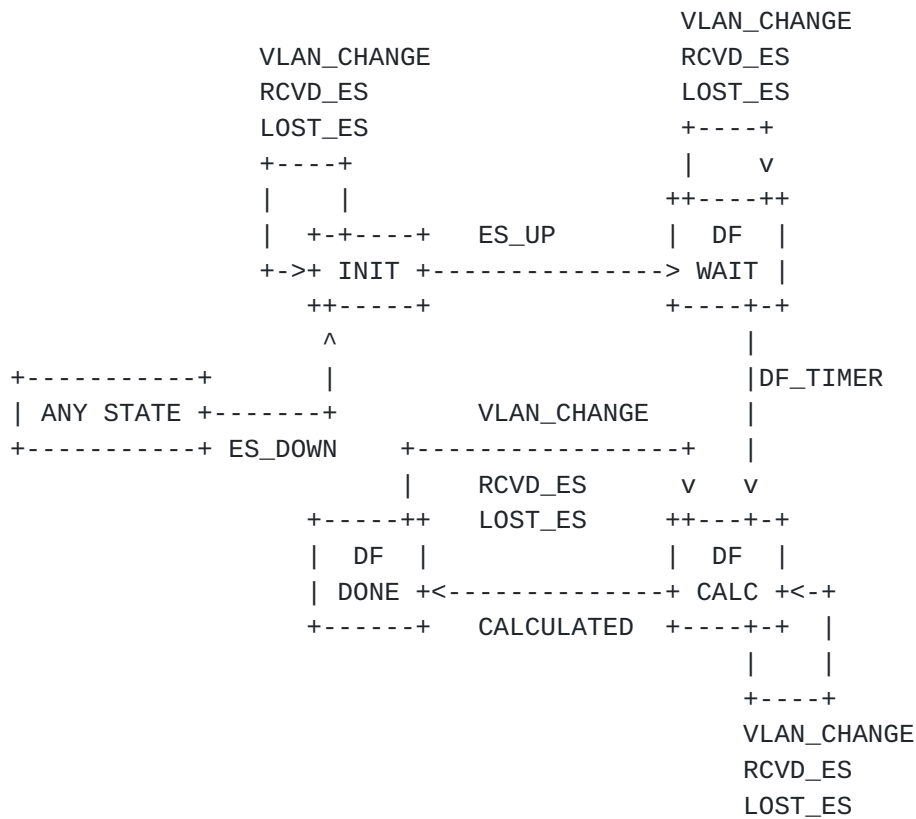 VLAN_CHANGE
VLAN_CHANGE RCVD_ES
RCVD_ES LOST_ES
LOST_ES
ES_UP DF
INIT WAIT
DF_TIMER
ANY STATE VLAN_CHANGE
ES_DOWN
RCVD_ES
LOST_ES
DF DF
DONE CALC
CALCULATED
VLAN_CHANGE
RCVD_ES
LOST_ES